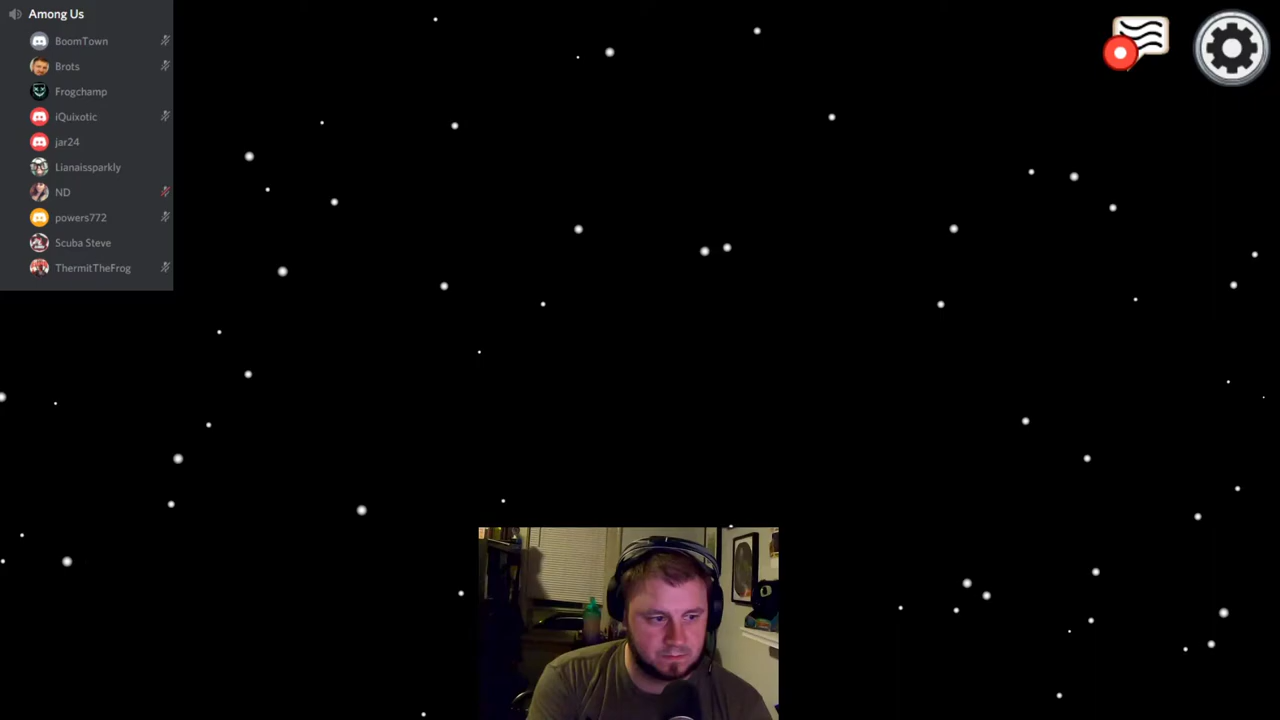 Among Us
BoomTown
Brots
Frogchamp
iQuixotic
jar24
Lianaissparkly
ND
powers772
Scuba Steve
ThermitTheFrog